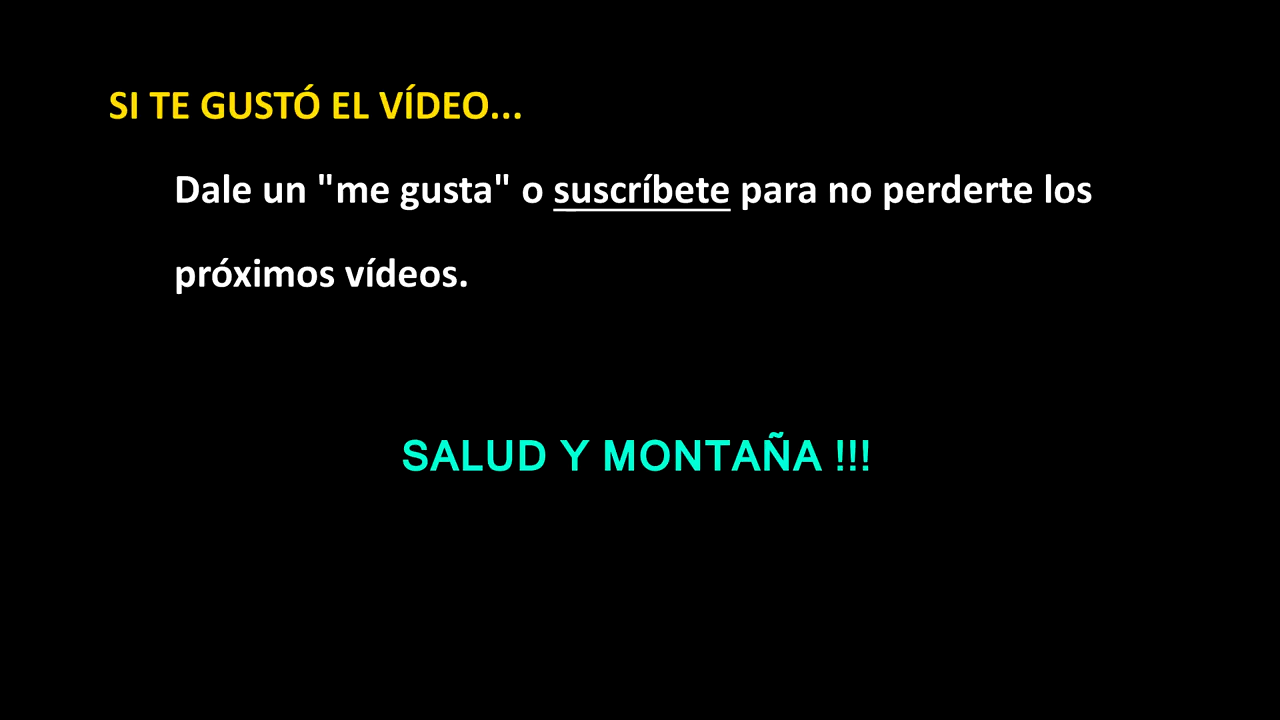 SI TE GUSTÓ EL VÍDEO...
Dale un "me gusta" o suscríbete para no perderte los
próximos vídeos.
SALUD Y MONTAÑA !!!